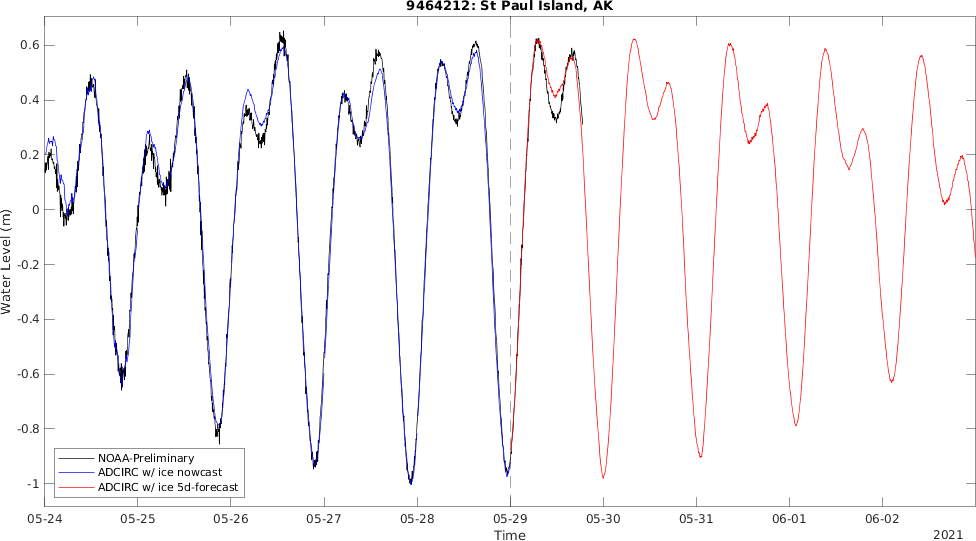 9464212: St Paul Island, AK
Water Level (m)
0.6
0.4
0.2
0
-0.2
-0.4
-0.6
-0.8
-1
NOAA-Preliminary
ADCIRC w/ ice nowcast
ADCIRC w/ ice 5d-forecast
05-24 05-25 05-26 05-27 05-28 05-29 05-30 05-31 06-01 06-02
Time
2021